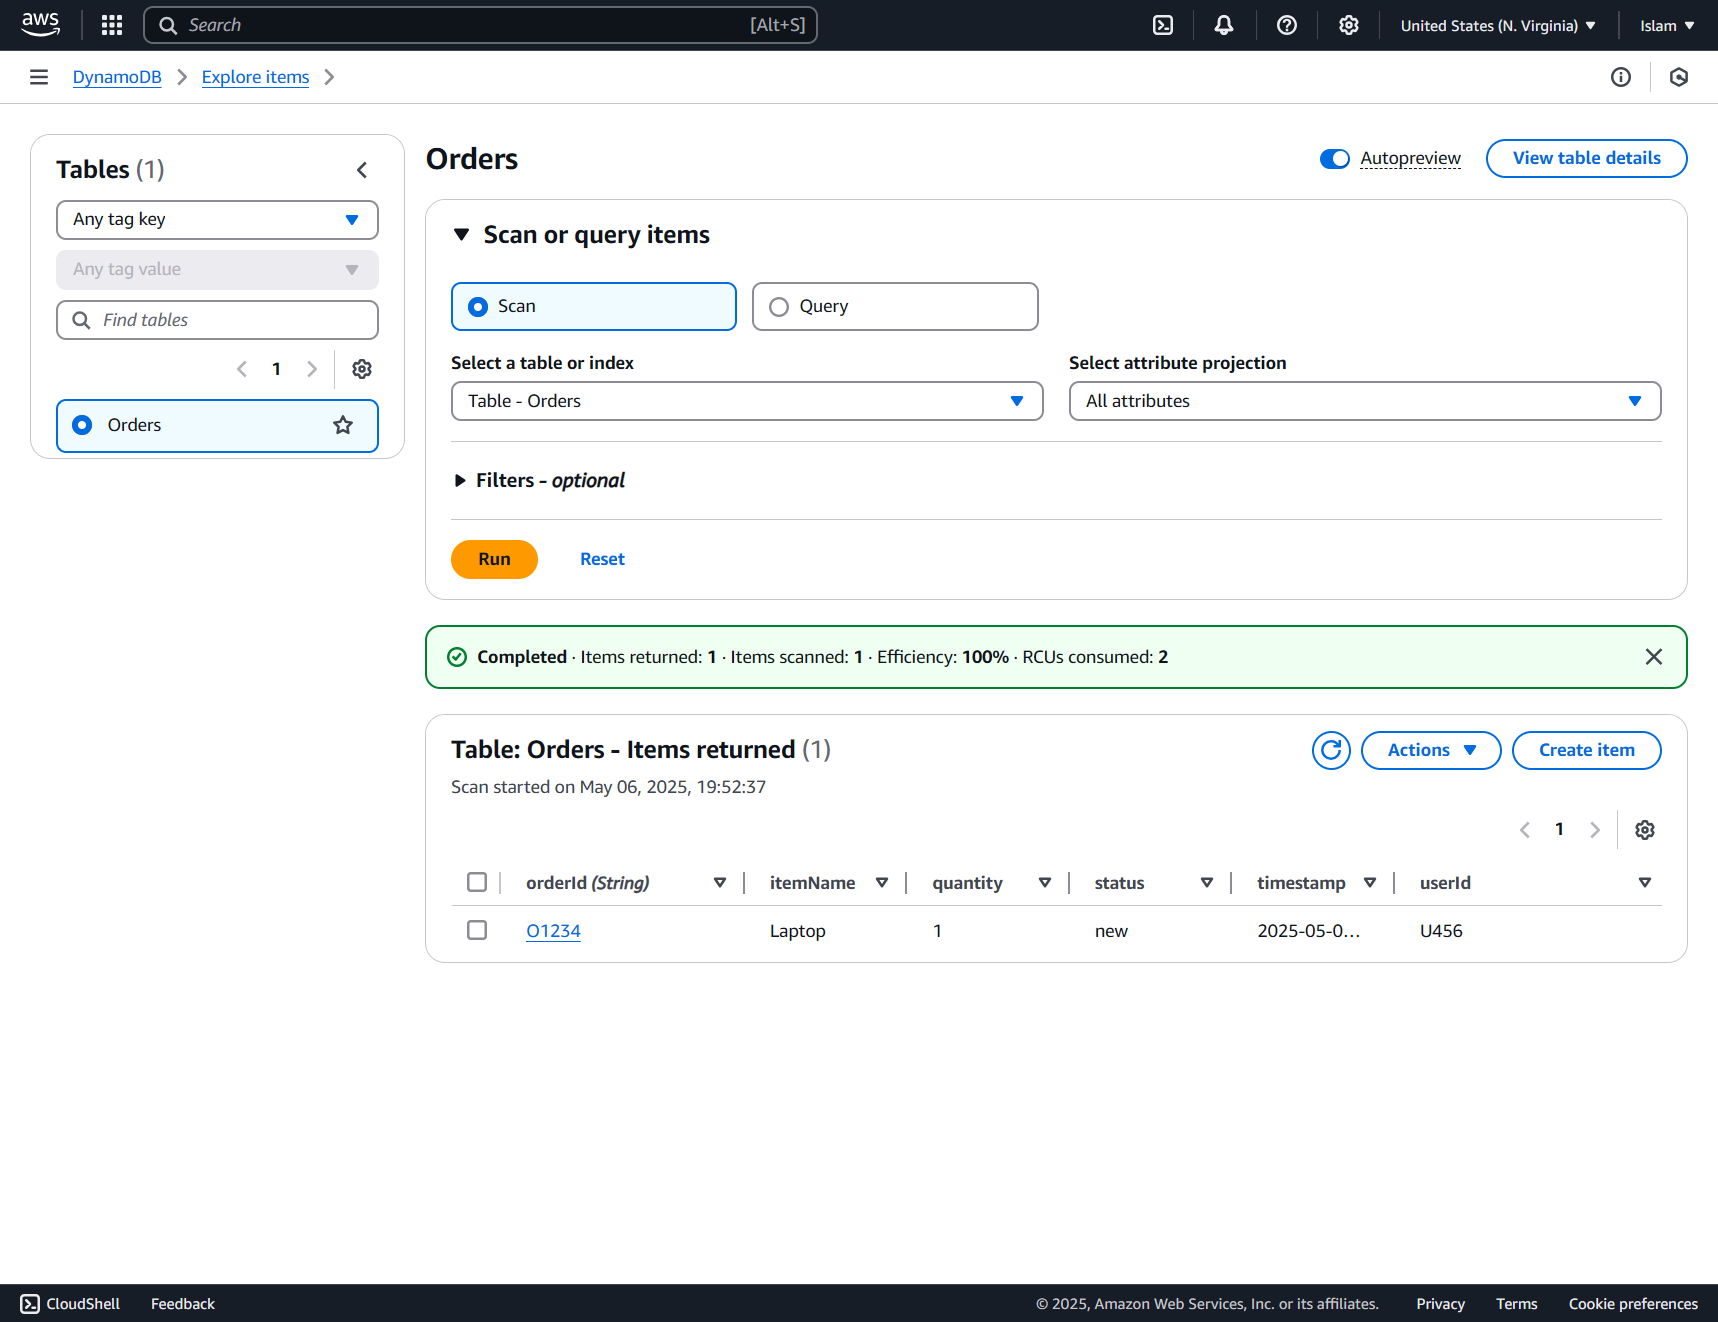 aws
Search [Alt+S]
United States (N. Virginia)
Islam
DynamoDB
Explore items
Tables (1)
Any tag key
Any tag value
Find tables
1
Orders
Orders
Autopreview
View table details
Scan or query items
Scan
Query
Select a table or index
Select attribute projection
Table - Orders
All attributes
Filters - optional
Run
Reset
Completed · Items returned: 1 · Items scanned: 1 · Efficiency: 100% · RCUs consumed: 2
Table: Orders - Items returned (1)
Actions
Create item
Scan started on May 06, 2025, 19:52:37
1
orderId (String) itemName quantity status timestamp userId
O1234 Laptop 1 new 2025-05-0... U456
CloudShell Feedback © 2025, Amazon Web Services, Inc. or its affiliates. Privacy Terms Cookie preferences